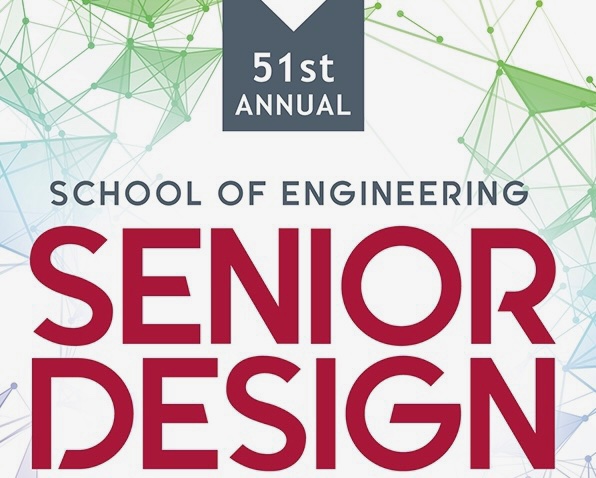 51st
ANNUAL
SCHOOL OF ENGINEERING
SENIOR
DESIGN